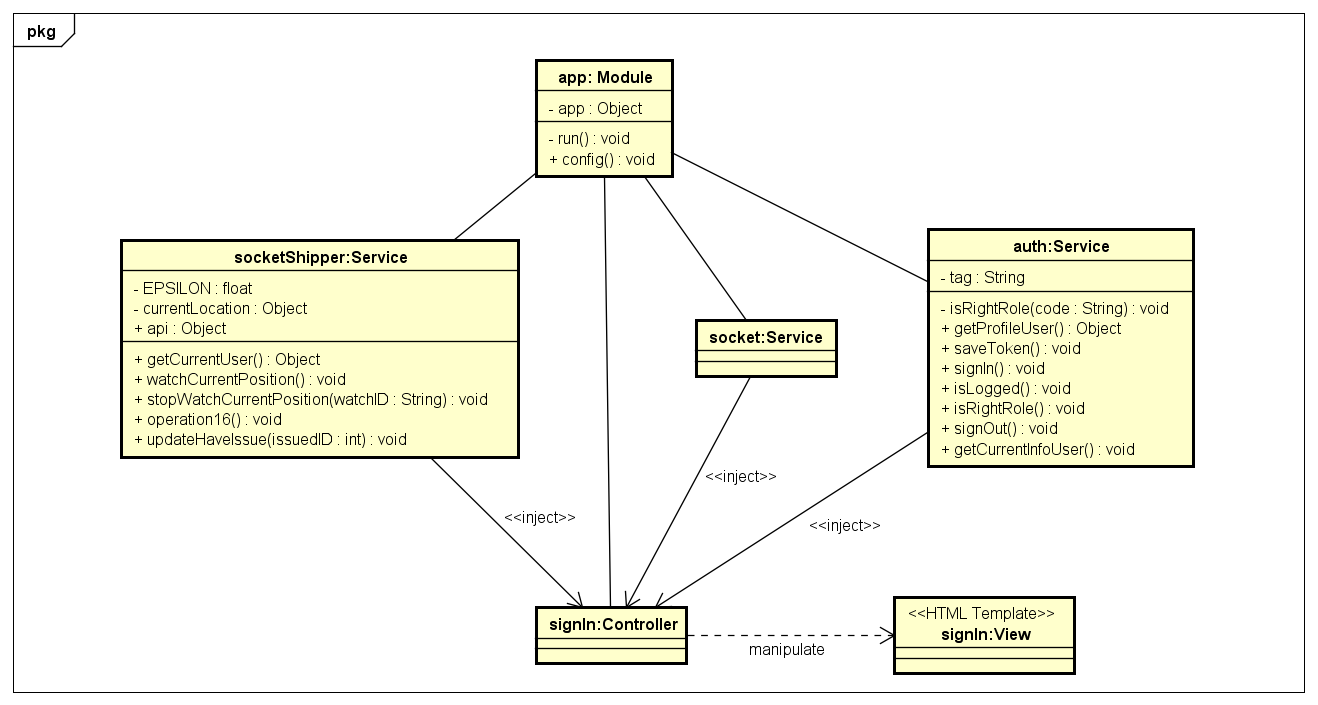 pkg
app: Module
- app : Object
- run() : void
+ config() : void
socketShipper:Service
- EPSILON : float
- currentLocation : Object
+ api : Object
+ getCurrentUser() : Object
+ watchCurrentPosition() : void
+ stopWatchCurrentPosition(watchID : String) : void
+ operation16() : void
+ updateHaveIssue(issuedID : int) : void
socket:Service
auth:Service
- tag : String
- isRightRole(code : String) : void
+ getProfileUser() : Object
+ saveToken() : void
+ signIn() : void
+ isLogged() : void
+ isRightRole() : void
+ signOut() : void
+ getCurrentInfoUser() : void
<<inject>>
<<inject>>
<<inject>>
signIn:Controller
manipulate
<<HTML Template>>
signIn:View